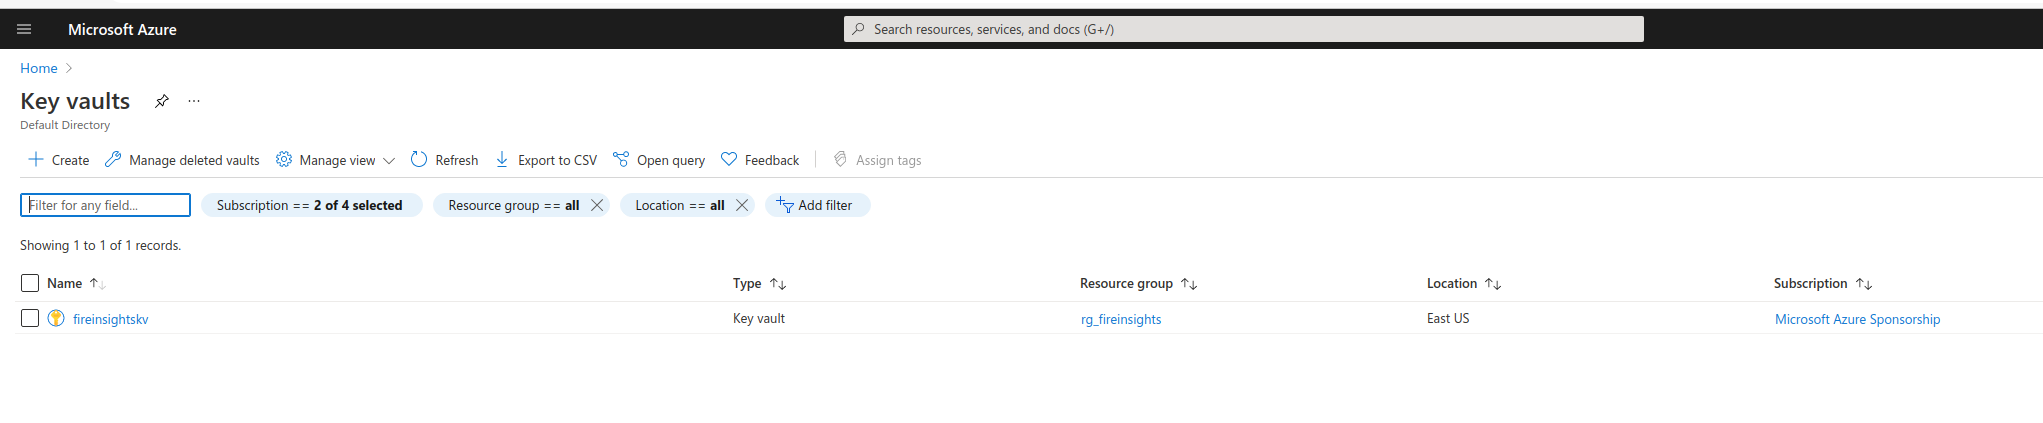 Microsoft Azure
Search resources, services, and docs (G+/)
Home
Key vaults
Default Directory
Create Manage deleted vaults Manage view Refresh Export to CSV Open query Feedback Assign tags
Filter for any field... Subscription == 2 of 4 selected Resource group == all Location == all Add filter
Showing 1 to 1 of 1 records.
Name Type Resource group Location Subscription
fireinsightskv Key vault rg_fireinsights East US Microsoft Azure Sponsorship